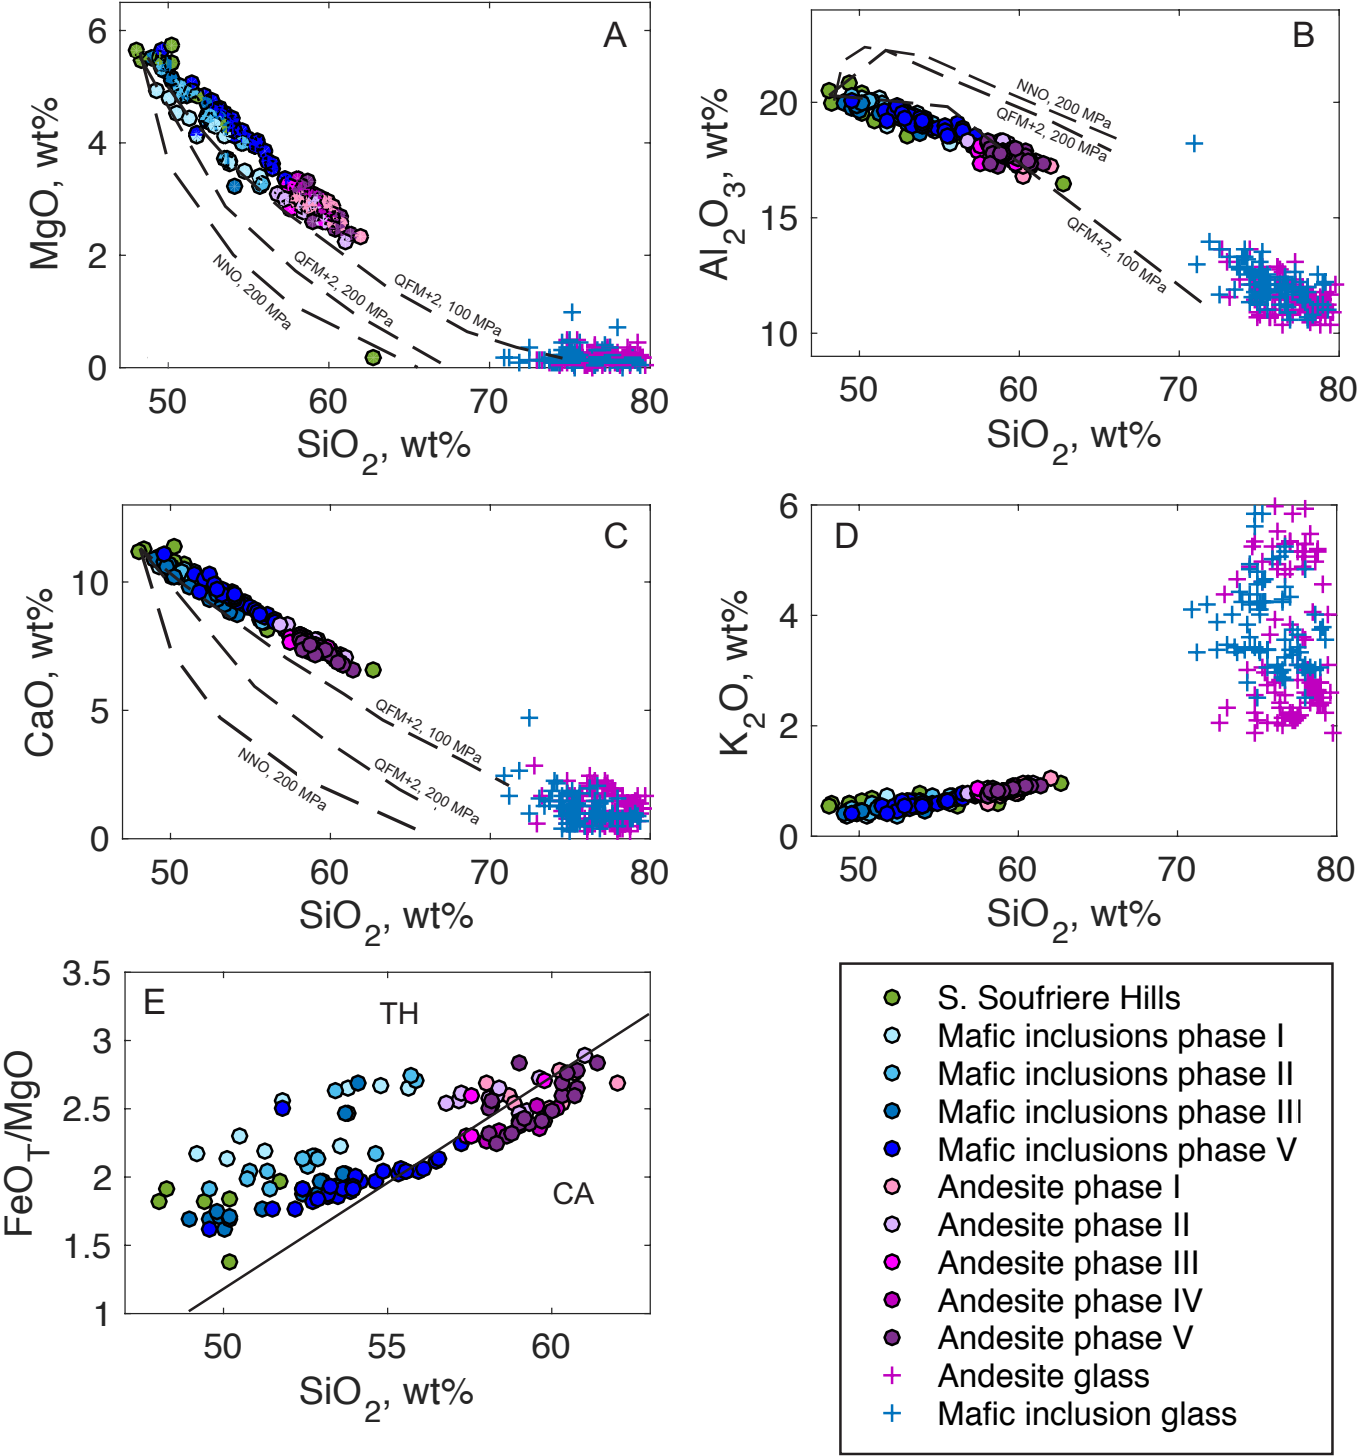 A
6
4
2
0
MgO, wt%
NNO, 200 MPa
QFM+2, 200 MPa
QFM+2, 100 MPa
50 60 70 80
SiO2, wt%
B
20
15
10
Al2O3, wt%
NNO, 200 MPa
QFM+2, 200 MPa
QFM+2, 100 MPa
50 60 70 80
SiO2, wt%
C
10
5
0
CaO, wt%
NNO, 200 MPa
QFM+2, 200 MPa
QFM+2, 100 MPa
50 60 70 80
SiO2, wt%
D
6
4
2
0
K2O, wt%
50 60 70 80
SiO2, wt%
E
3.5
3
2.5
2
1.5
1
FeOT/MgO
TH
CA
50 55 60
SiO2, wt%
S. Soufriere Hills
Mafic inclusions phase I
Mafic inclusions phase II
Mafic inclusions phase III
Mafic inclusions phase V
Andesite phase I
Andesite phase II
Andesite phase III
Andesite phase IV
Andesite phase V
Andesite glass
Mafic inclusion glass